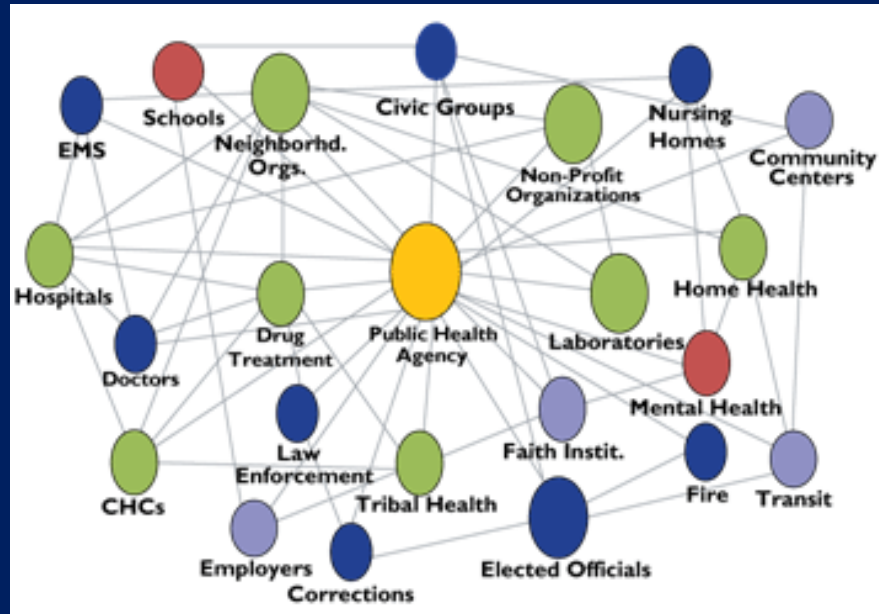 Schools
Civic Groups
Nursing
Homes
EMS
Neighborhd.
Orgs.
Non-Profit
Organizations
Community
Centers
Hospitals
Drug
Treatment
Public Health
Agency
Laboratories
Home Health
Doctors
Law
Enforcement
Tribal Health
Faith Instit.
Mental Health
CHCs
Employers
Corrections
Elected Officials
Fire
Transit